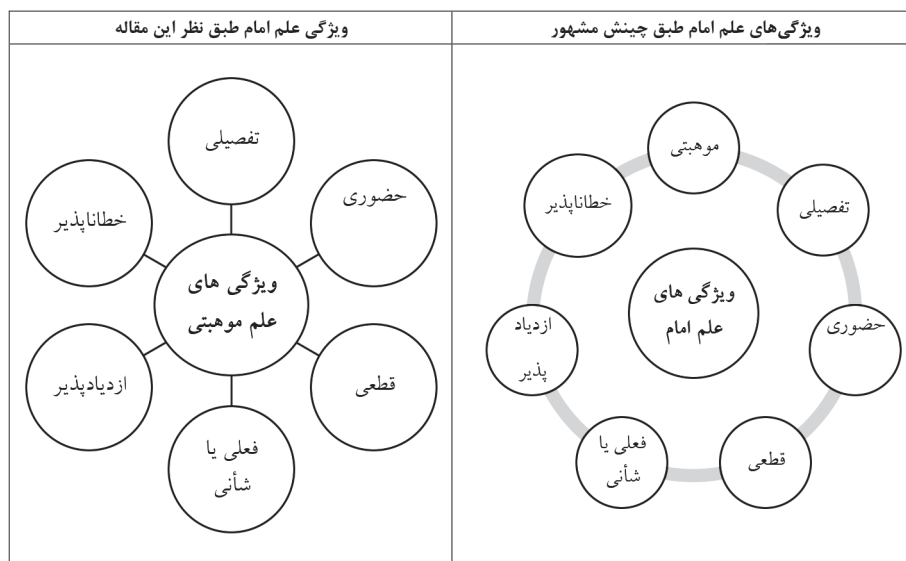 ویژگی‌های علم امام طبق چینش مشهور
ویژگی علم امام طبق نظر این مقاله
موهبتی
تفصیلی
حضوری
قطعی
فعلی یا
شأنی
ازدیاد
پذیر
خطاناپذیر
ویژگی های
علم امام
تفصیلی
حضوری
قطعی
فعلی یا
شأنی
ازدیادپذیر
خطاناپذیر
ویژگی های
علم موهبتی